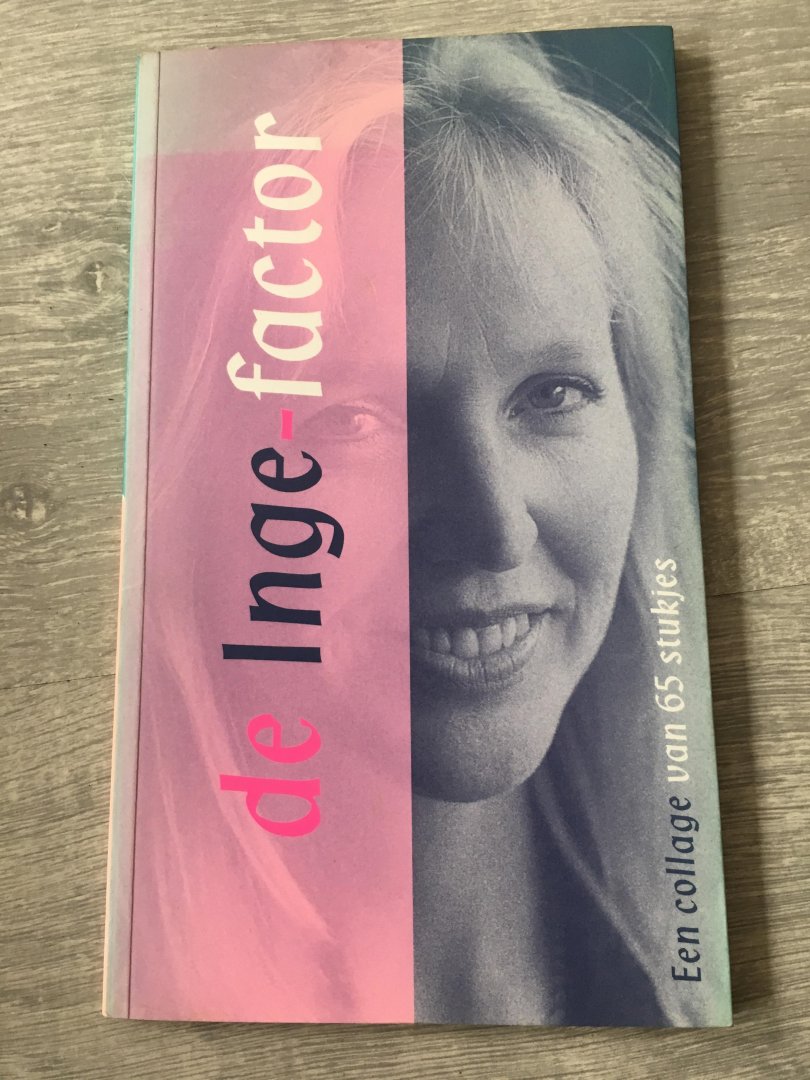 de Inge-factor
Een collage van 65 stukjes